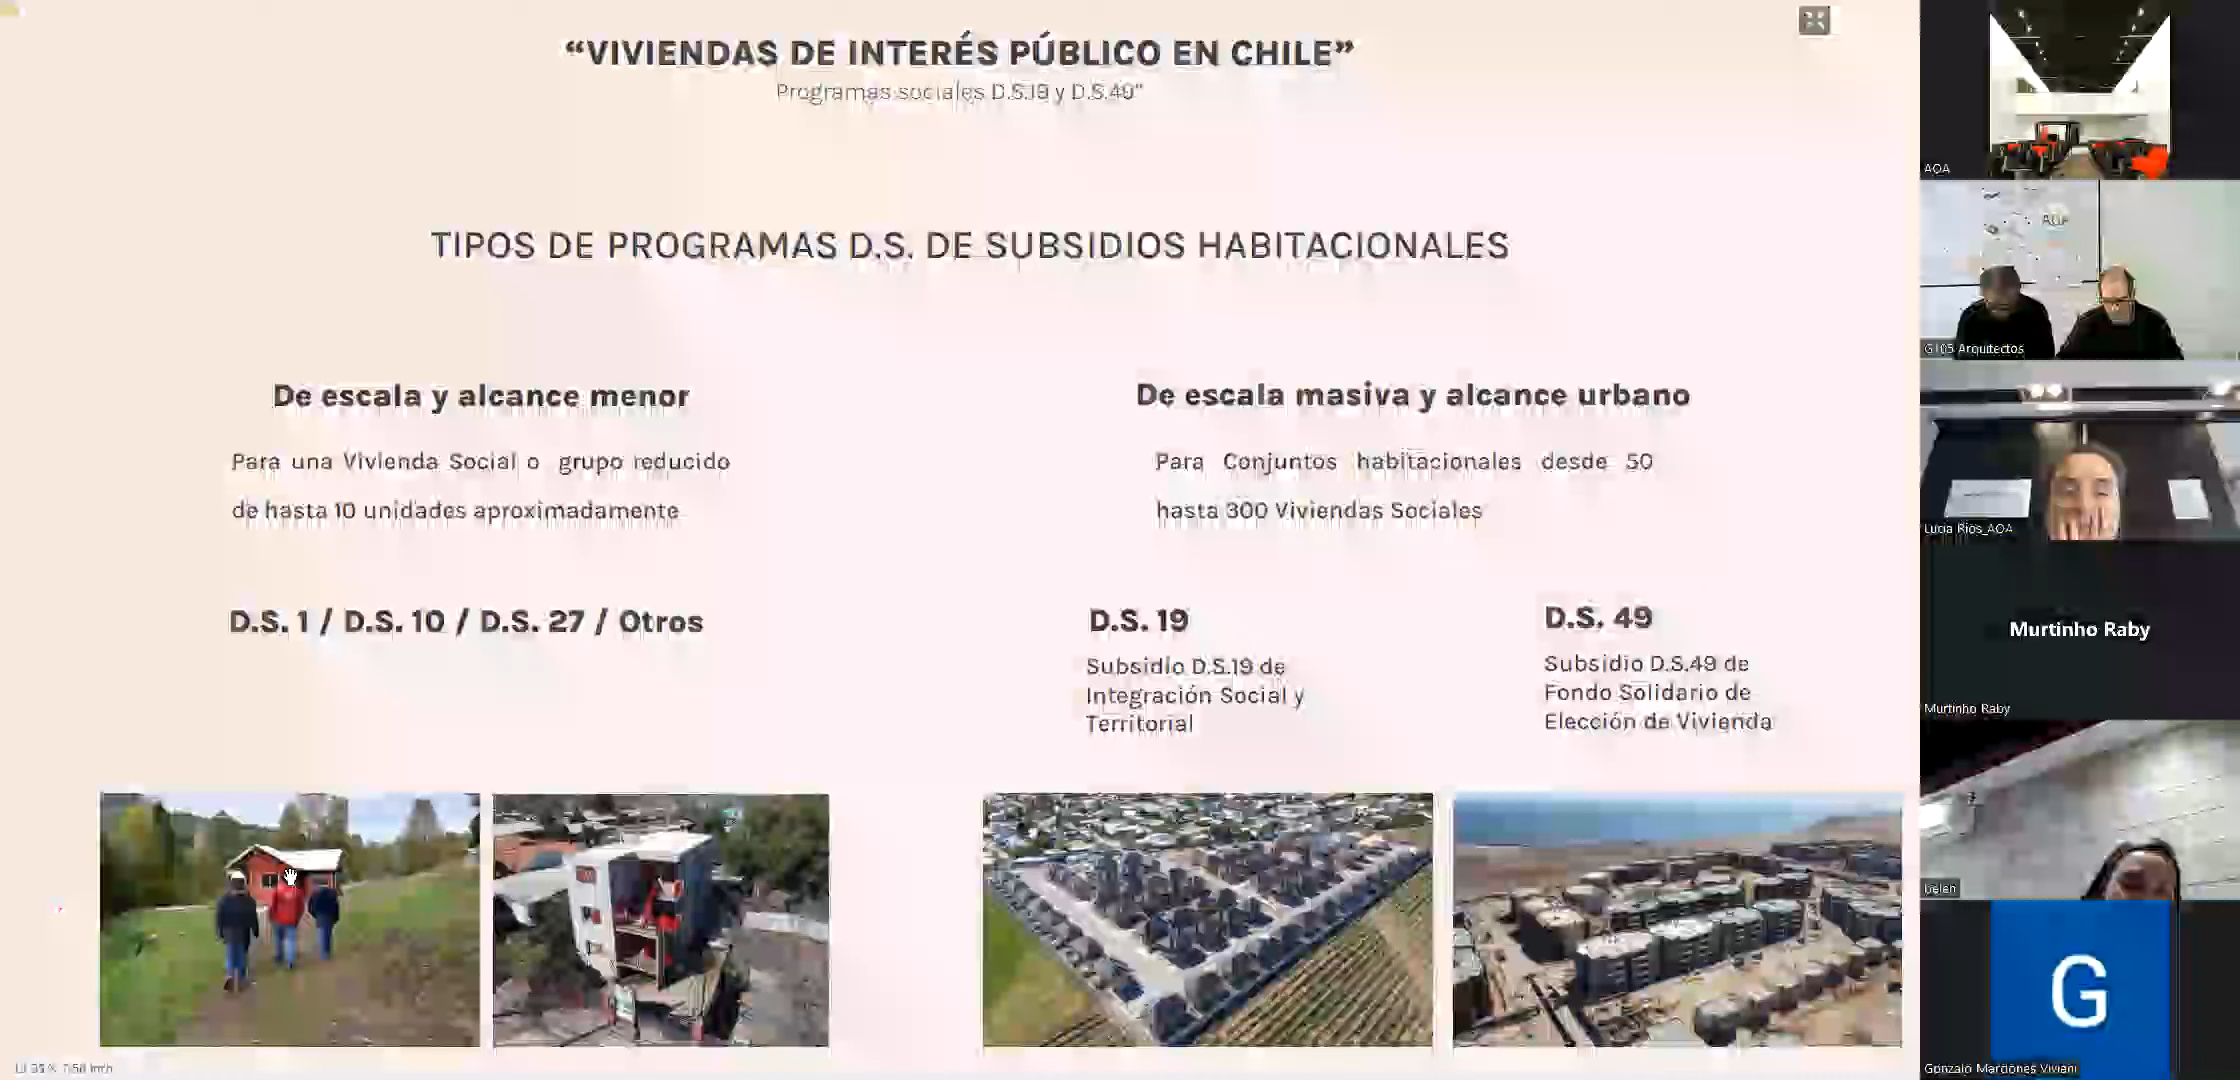 “VIVIENDAS DE INTERÉS PÚBLICO EN CHILE”
Programas sociales D.S.19 y D.S.49"
TIPOS DE PROGRAMAS D.S. DE SUBSIDIOS HABITACIONALES
De escala y alcance menor
Para una Vivienda Social o grupo reducido
de hasta 10 unidades aproximadamente
D.S. 1 / D.S. 10 / D.S. 27 / Otros
De escala masiva y alcance urbano
Para Conjuntos habitacionales desde 50
hasta 300 Viviendas Sociales
D.S. 19
Subsidio D.S.19 de
Integración Social y
Territorial
D.S. 49
Subsidio D.S.49 de
Fondo Solidario de
Elección de Vivienda
AOA
AOA
G105 Arquitectos
Lucia Rios_AOA
Murtinho Raby
Murtinho Raby
belen
G
Gonzalo Mardones Viviani